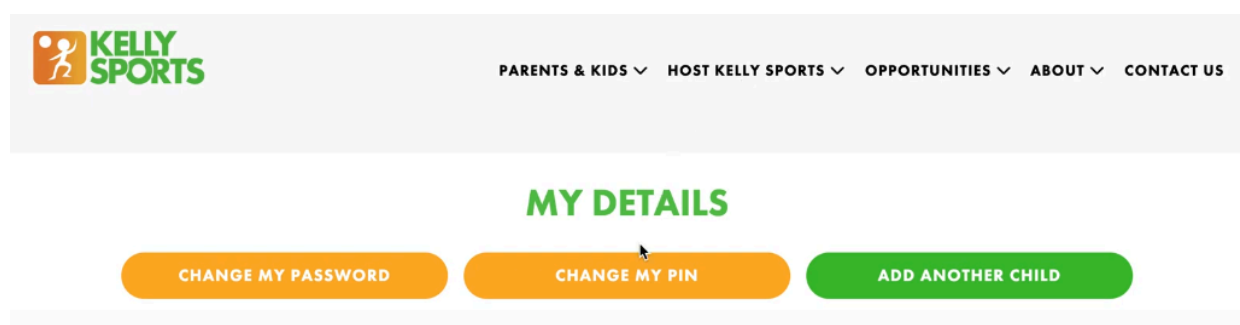 KELLY
SPORTS
PARENTS & KIDS HOST KELLY SPORTS OPPORTUNITIES ABOUT CONTACT US
MY DETAILS
CHANGE MY PASSWORD CHANGE MY PIN ADD ANOTHER CHILD